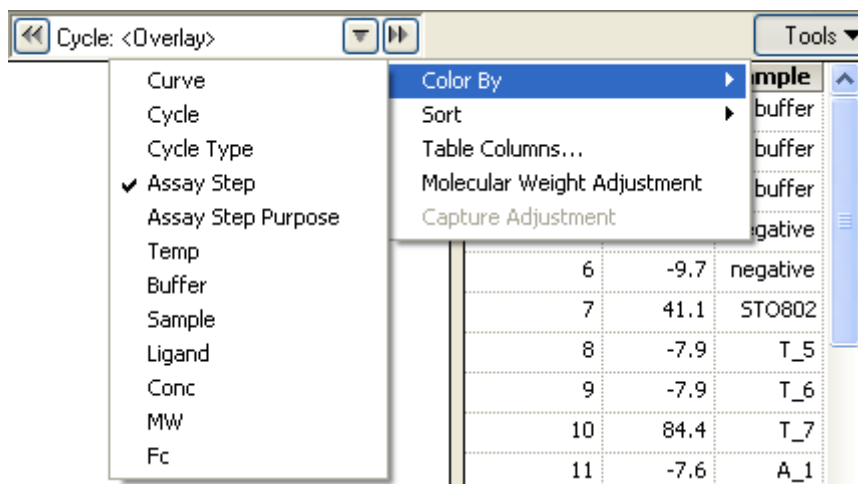 Cycle: <Overlay>
Tools
Curve
Cycle
Cycle Type
✓ Assay Step
Assay Step Purpose
Temp
Buffer
Sample
Ligand
Conc
MW
Fc
Color By
Sort
Table Columns...
Molecular Weight Adjustment
Capture Adjustment
mple
buffer
buffer
buffer
gative
6 -9.7 negative
7 41.1 STO802
8 -7.9 T_5
9 -7.9 T_6
10 84.4 T_7
11 -7.6 A_1